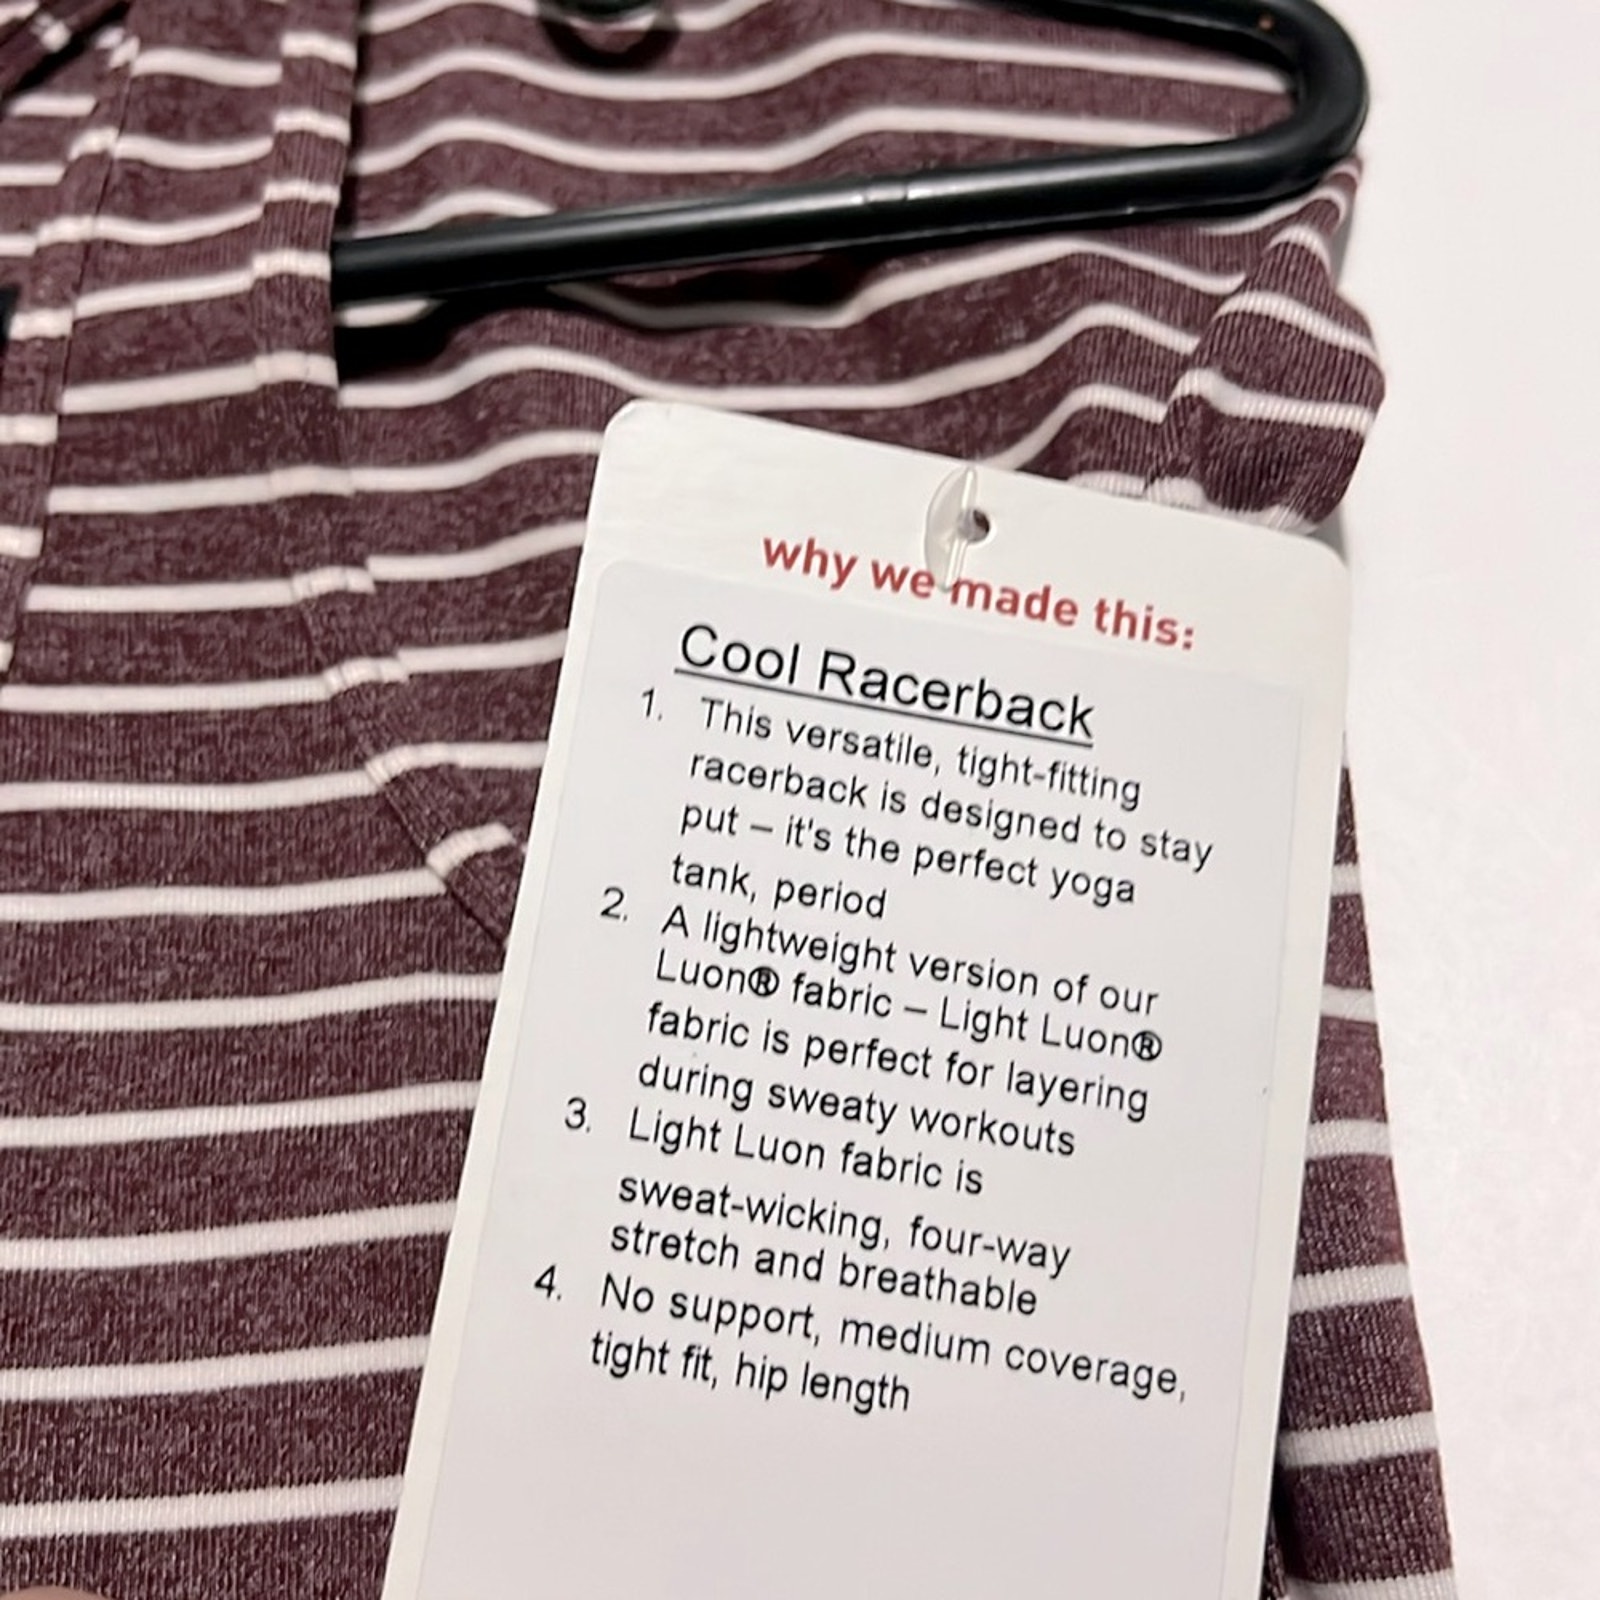 why we made this:
Cool Racerback
1. This versatile, tight-fitting
racerback is designed to stay
put – it's the perfect yoga
tank, period
2. A lightweight version of our
Luon® fabric – Light Luon®
fabric is perfect for layering
during sweaty workouts
3. Light Luon fabric is
sweat-wicking, four-way
stretch and breathable
4. No support, medium coverage,
tight fit, hip length